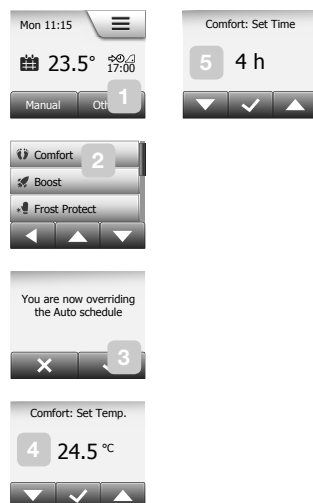 Mon 11:15
23.5°
17:00
Manual
1
Comfort
2
Boost
Frost Protect
You are now overriding
the Auto schedule
3
Comfort: Set Temp.
4
24.5 °C
Comfort: Set Time
5
4 h